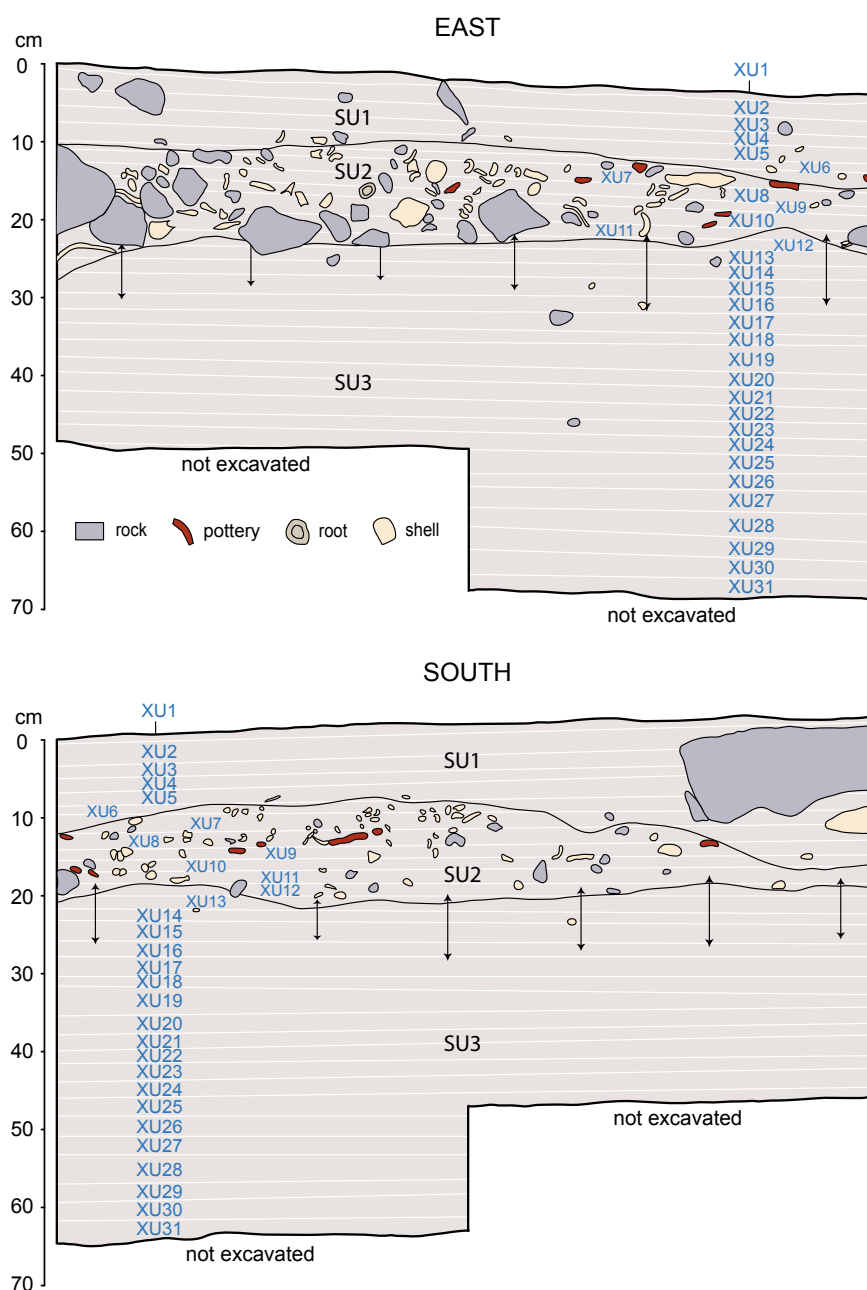 EAST
cm
0
10
20
30
40
50
60
70
SU1
SU2
SU3
XU1
XU2
XU3
XU4
XU5
XU6
XU7
XU8
XU9
XU10
XU11
XU12
XU13
XU14
XU15
XU16
XU17
XU18
XU19
XU20
XU21
XU22
XU23
XU24
XU25
XU26
XU27
XU28
XU29
XU30
XU31
not excavated
rock
pottery
root
shell
not excavated
SOUTH
cm
0
10
20
30
40
50
60
70
XU1
XU2
XU3
XU4
XU5
XU6
XU7
XU8
XU9
XU10
XU11
XU12
XU13
XU14
XU15
XU16
XU17
XU18
XU19
XU20
XU21
XU22
XU23
XU24
XU25
XU26
XU27
XU28
XU29
XU30
XU31
SU1
SU2
SU3
not excavated
not excavated